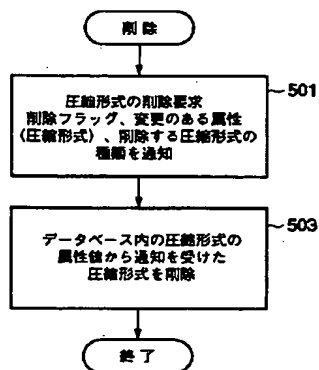 削除
圧縮形式の削除要求
削除フラッグ、変更のある属性
(圧縮形式)、削除する圧縮形式の
種類を通知
501
データベース内の圧縮形式の
属性値から通知を受けた
圧縮形式を削除
503
終了